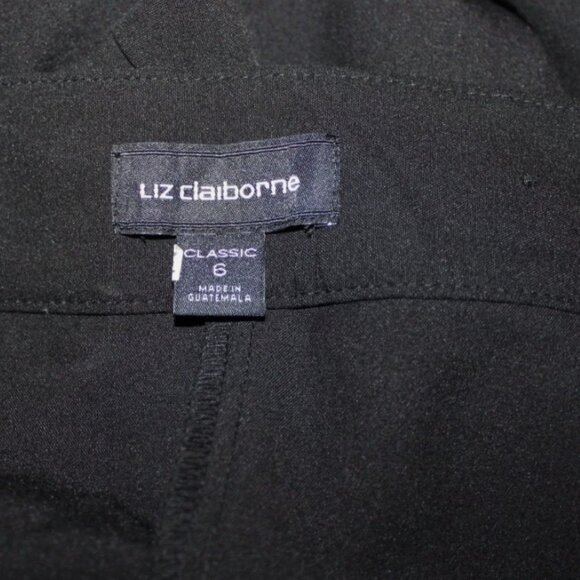 LIZ claiborne
CLASSIC
6
MADE IN
GUATEMALA